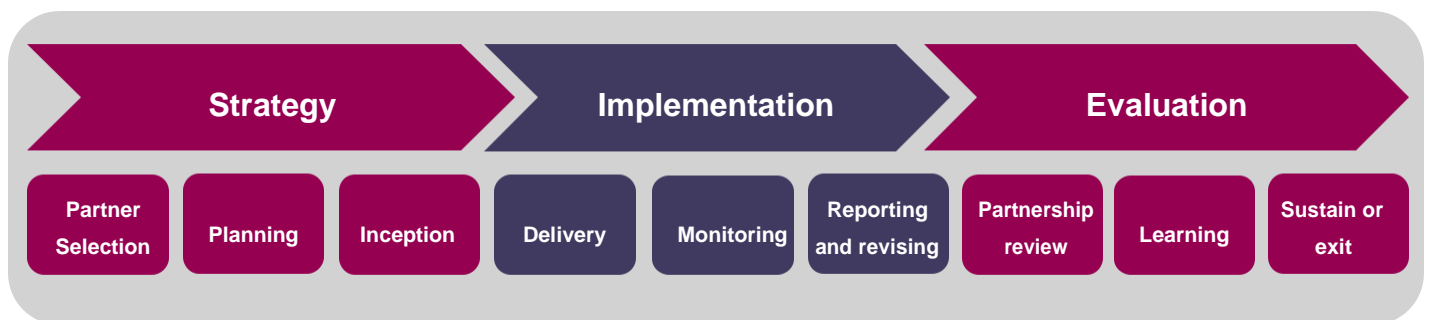 Strategy
Implementation
Evaluation
Partner
Selection
Planning
Inception
Delivery
Monitoring
Reporting
and revising
Partnership
review
Learning
Sustain or
exit